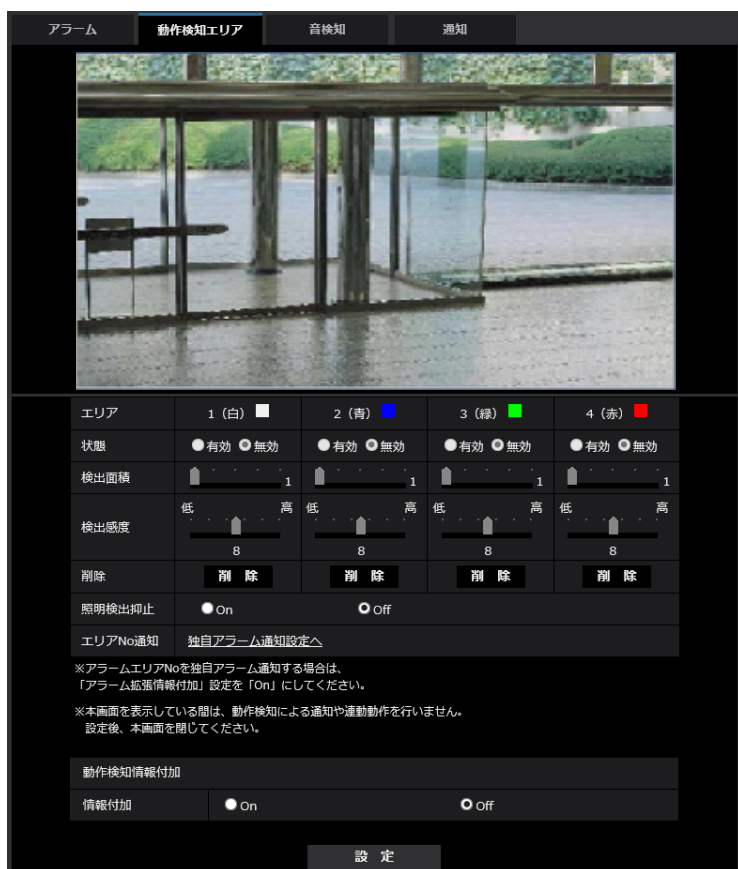 アラーム 動作検知エリア 音検知 通知
エリア 1（白） 2（青） 3（緑） 4（赤）
状態 有効 無効 有効 無効 有効 無効 有効 無効
検出面積 1 1 1 1
検出感度 低 高 低 高 低 高 低 高
8 8 8 8
削除 削 除 削 除 削 除 削 除
照明検出抑止 On Off
エリアNo通知 独自アラーム通知設定へ
※アラームエリアNoを独自アラーム通知する場合は、
「アラーム拡張情報付加」設定を「On」にしてください。
※本画面を表示している間は、動作検知による通知や連動動作を行いません。
設定後、本画面を閉じてください。
動作検知情報付加
情報付加 On Off
設 定